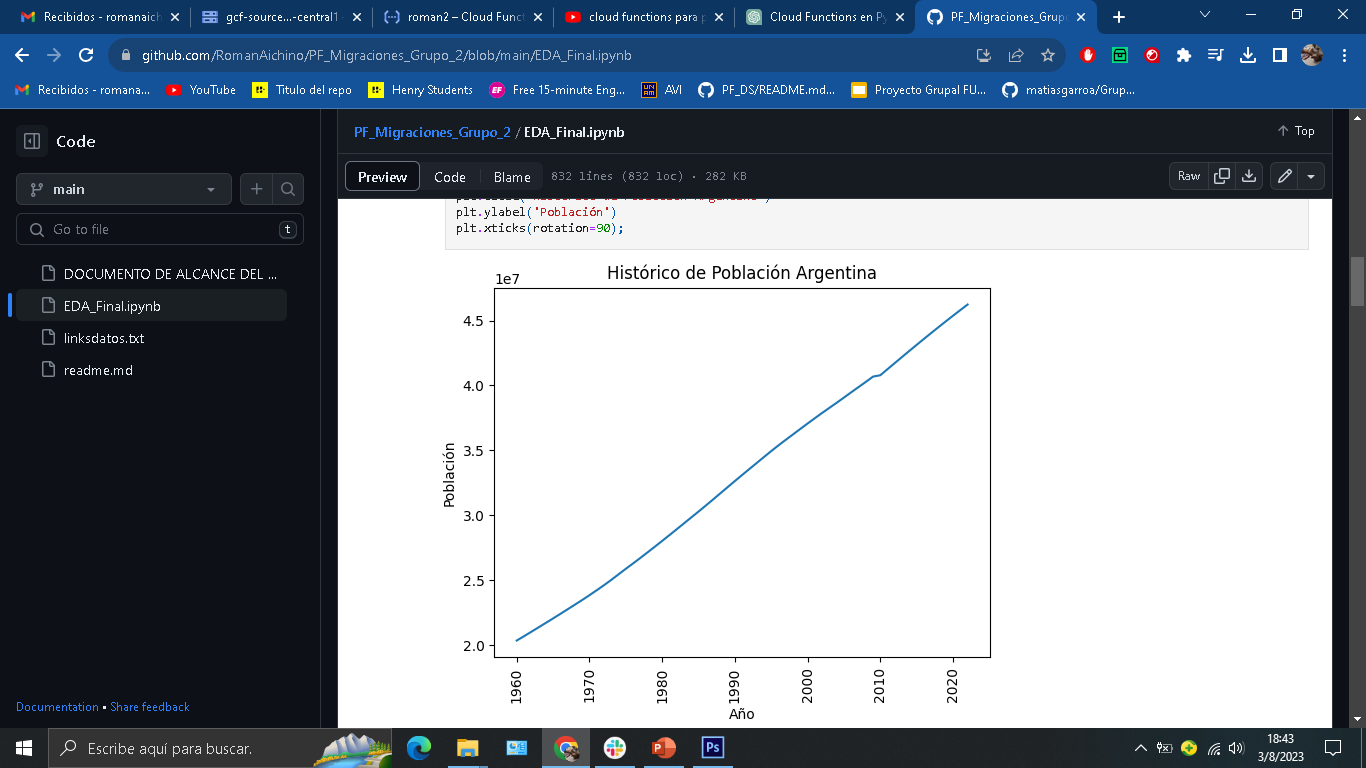 Recibidos - romanaich
gcf-source...-central1 -
roman2 – Cloud Func
cloud functions para p
Cloud Functions en Py
PF_Migraciones_Grup
github.com/RomanAichino/PF_Migraciones_Grupo_2/blob/main/EDA_Final.ipynb
Recibidos - romana...
YouTube
Titulo del repo
Henry Students
Free 15-minute Eng...
AVI
PF_DS/README.md...
Proyecto Grupal FU...
matiasgarroa/Grup...
Code
main
Go to file
t
DOCUMENTO DE ALCANCE DEL ...
EDA_Final.ipynb
linksdatos.txt
readme.md
Documentation • Share feedback
PF_Migraciones_Grupo_2 / EDA_Final.ipynb
Top
Preview
Code
Blame
832 lines (832 loc) · 282 KB
Raw
plt.ylabel('Población')
plt.xticks(rotation=90);
Histórico de Población Argentina
1e7
4.5
4.0
3.5
3.0
2.5
2.0
Población
1960
1970
1980
1990
2000
2010
2020
Año
Escribe aquí para buscar.
18:43
3/8/2023